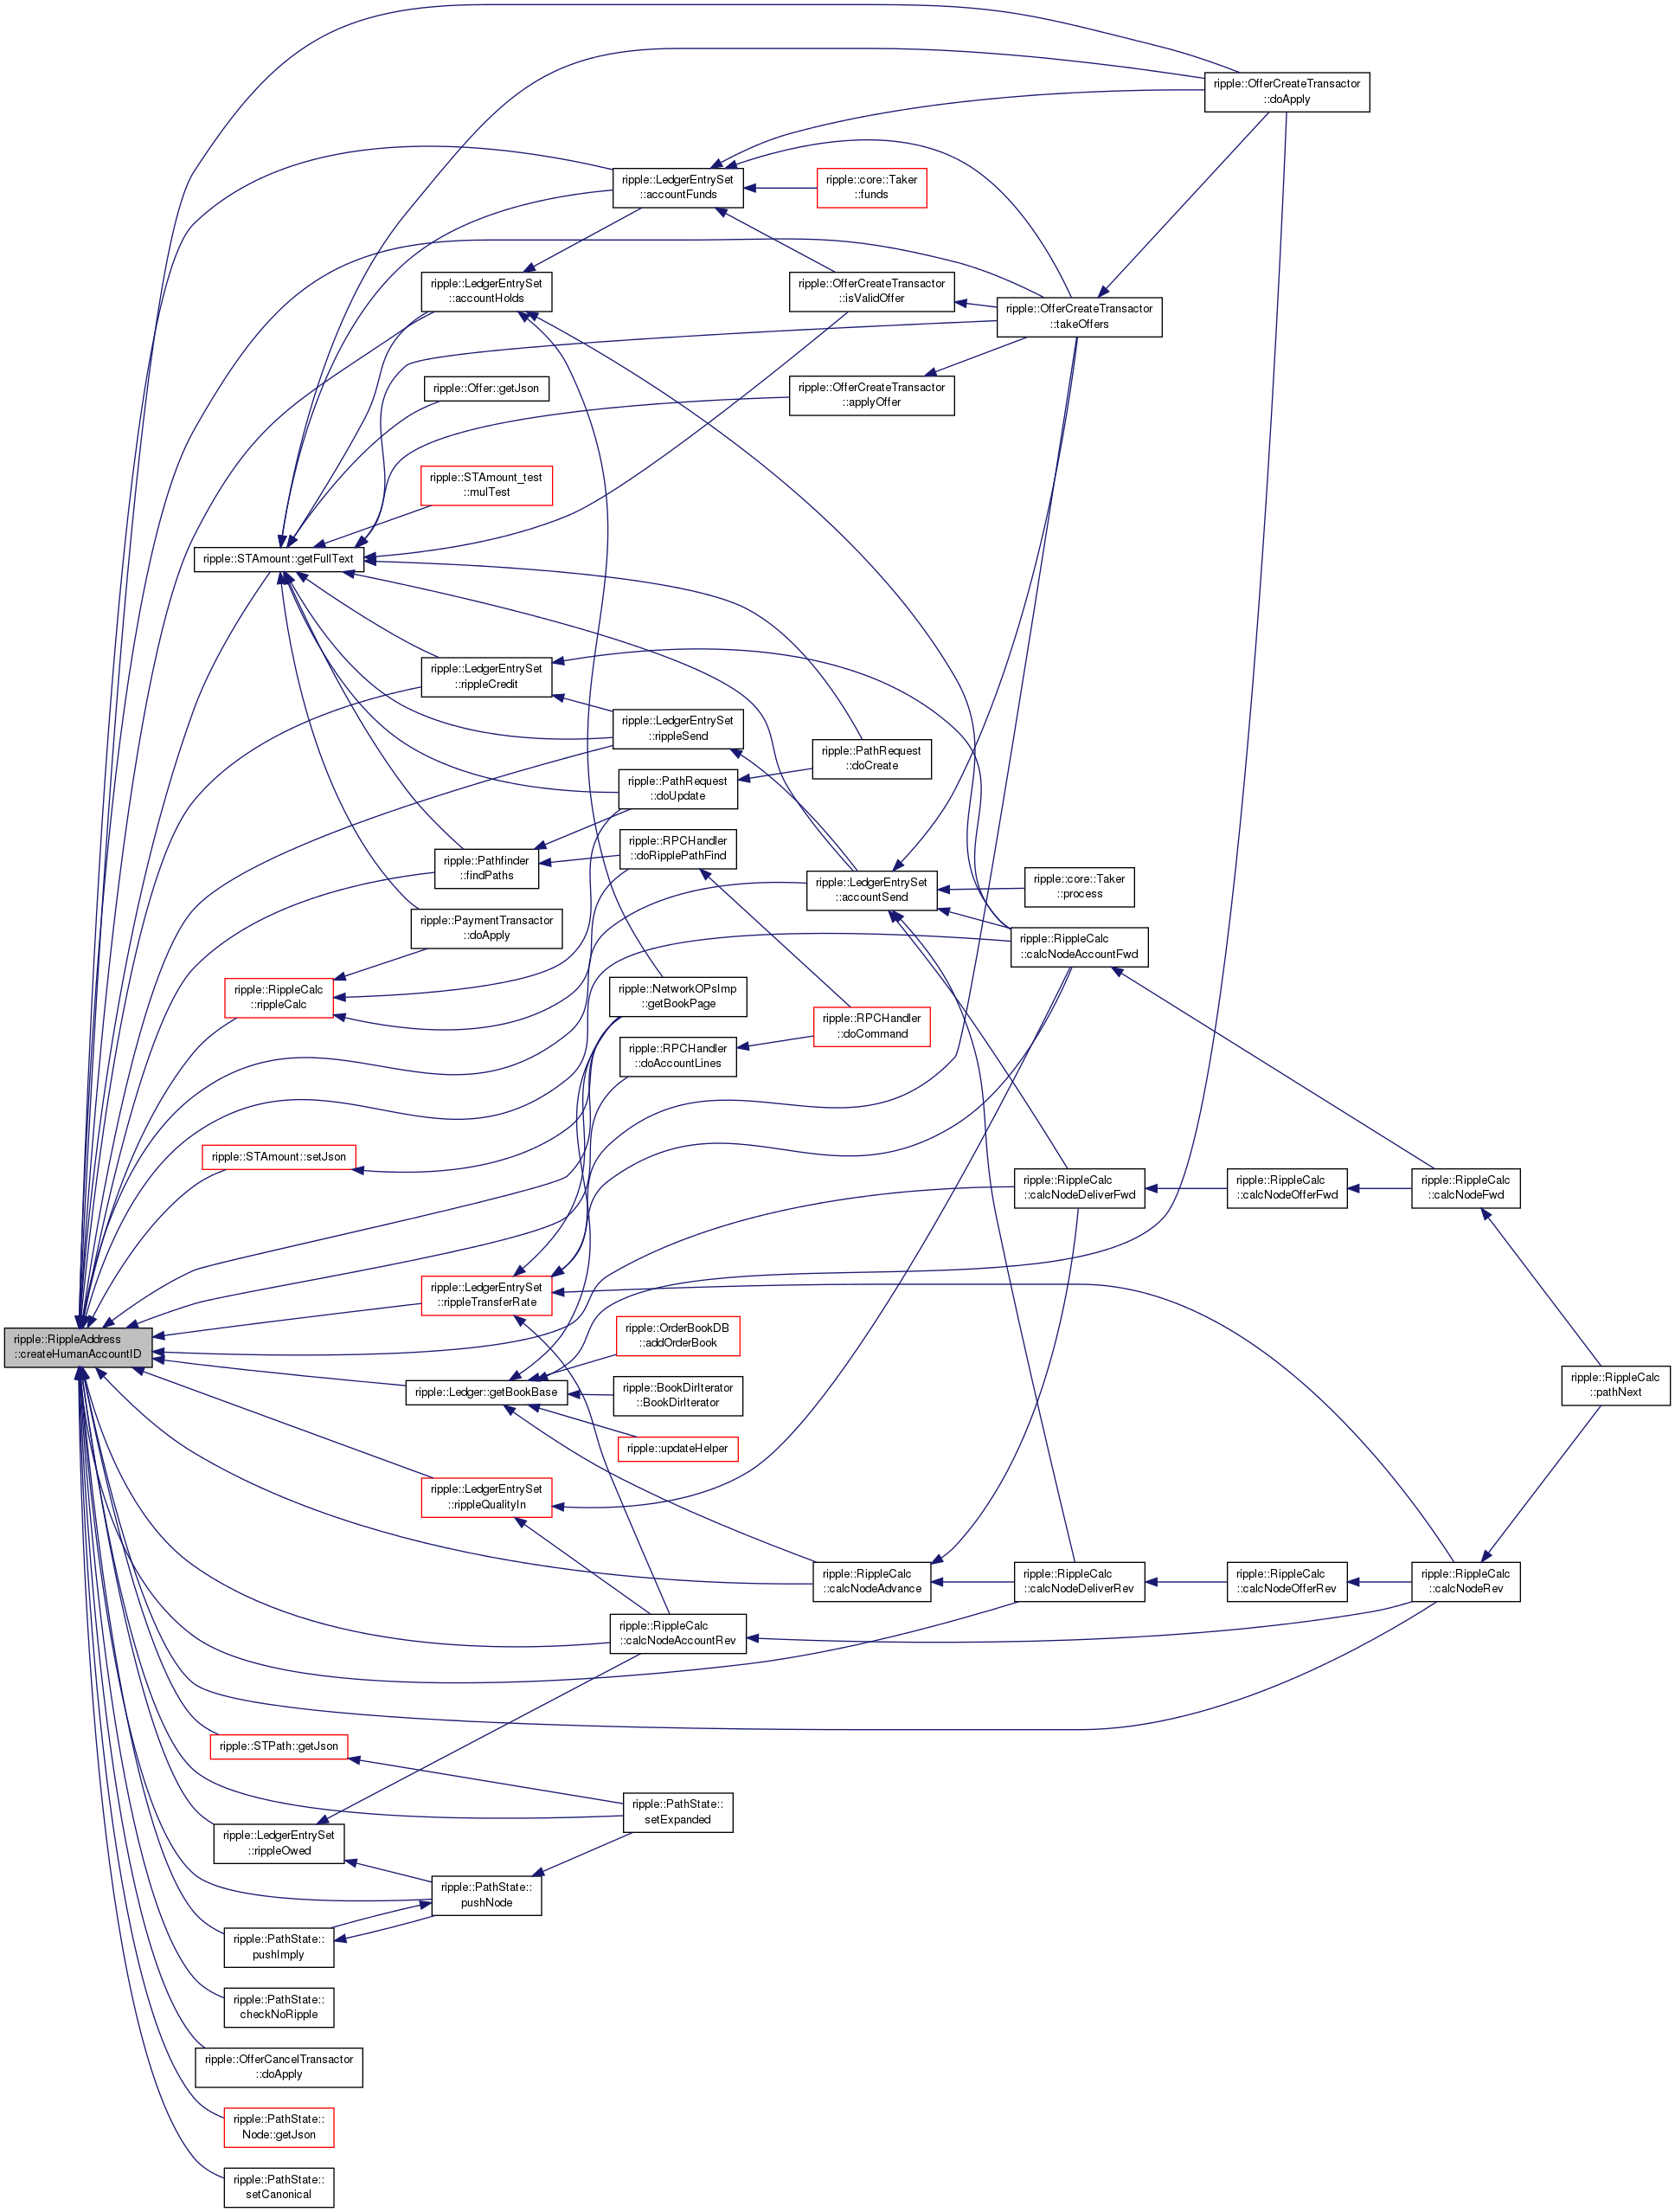 ripple::OfferCreateTransactor
::doApply
ripple::LedgerEntrySet
::accountFunds
ripple::core::Taker
::funds
ripple::LedgerEntrySet
::accountHolds
ripple::OfferCreateTransactor
::isValidOffer
ripple::OfferCreateTransactor
::takeOffers
ripple::Offer::getJson
ripple::OfferCreateTransactor
::applyOffer
ripple::STAmount_test
::mulTest
ripple::STAmount::getFullText
ripple::LedgerEntrySet
::rippleCredit
ripple::LedgerEntrySet
::rippleSend
ripple::PathRequest
::doCreate
ripple::PathRequest
::doUpdate
ripple::RPCHandler
::doRipplePathFind
ripple::Pathfinder
::findPaths
ripple::LedgerEntrySet
::accountSend
ripple::core::Taker
::process
ripple::PaymentTransactor
::doApply
ripple::RippleCalc
::calcNodeAccountFwd
ripple::RippleCalc
::rippleCalc
ripple::NetworkOPsImp
::getBookPage
ripple::RPCHandler
::doCommand
ripple::RPCHandler
::doAccountLines
ripple::STAmount::setJson
ripple::RippleCalc
::calcNodeDeliverFwd
ripple::RippleCalc
::calcNodeOfferFwd
ripple::RippleCalc
::calcNodeFwd
ripple::LedgerEntrySet
::rippleTransferRate
ripple::RippleAddress
::createHumanAccountID
ripple::OrderBookDB
::addOrderBook
ripple::Ledger::getBookBase
ripple::BookDirIterator
::BookDirIterator
ripple::RippleCalc
::pathNext
ripple::updateHelper
ripple::LedgerEntrySet
::rippleQualityIn
ripple::RippleCalc
::calcNodeAdvance
ripple::RippleCalc
::calcNodeDeliverRev
ripple::RippleCalc
::calcNodeOfferRev
ripple::RippleCalc
::calcNodeRev
ripple::RippleCalc
::calcNodeAccountRev
ripple::STPath::getJson
ripple::PathState::
setExpanded
ripple::LedgerEntrySet
::rippleOwed
ripple::PathState::
pushNode
ripple::PathState::
pushImply
ripple::PathState::
checkNoRipple
ripple::OfferCancelTransactor
::doApply
ripple::PathState::
Node::getJson
ripple::PathState::
setCanonical